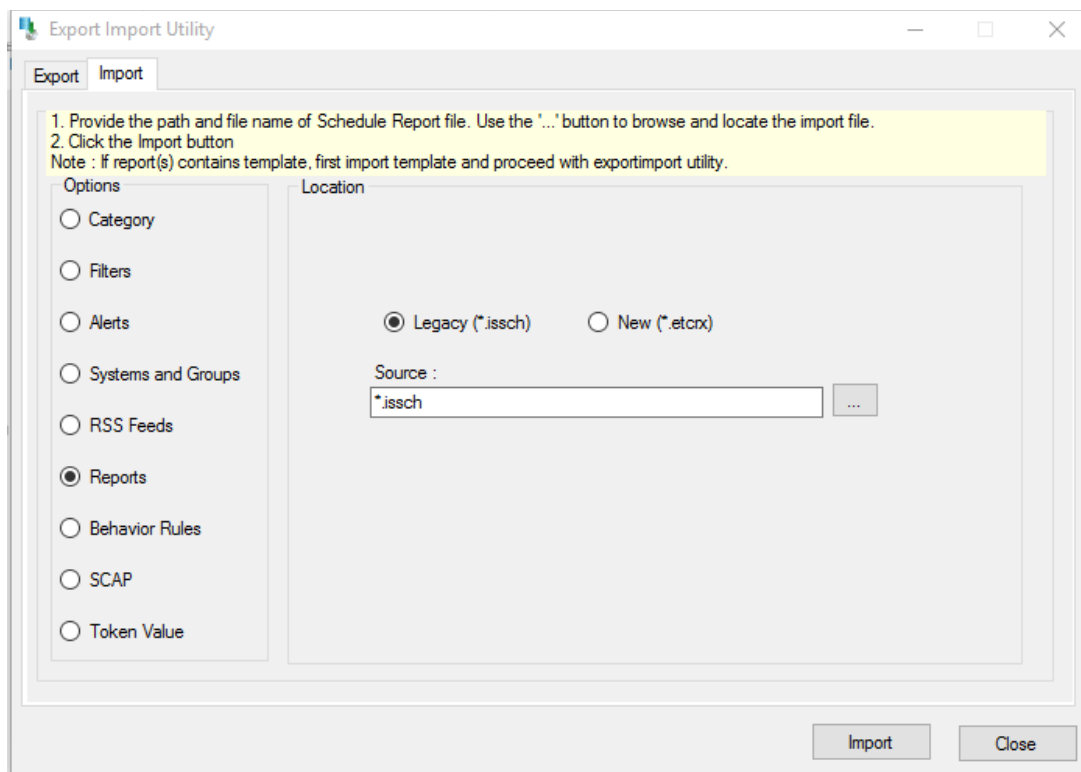 Export Import Utility
Export
Import
1. Provide the path and file name of Schedule Report file. Use the '...' button to browse and locate the import file.
2. Click the Import button
Note : If report(s) contains template, first import template and proceed with exportimport utility.
Options
Category
Filters
Alerts
Systems and Groups
RSS Feeds
Reports
Behavior Rules
SCAP
Token Value
Location
Legacy (*.issch)
New (*.etcrx)
Source :
*.issch
...
Import
Close